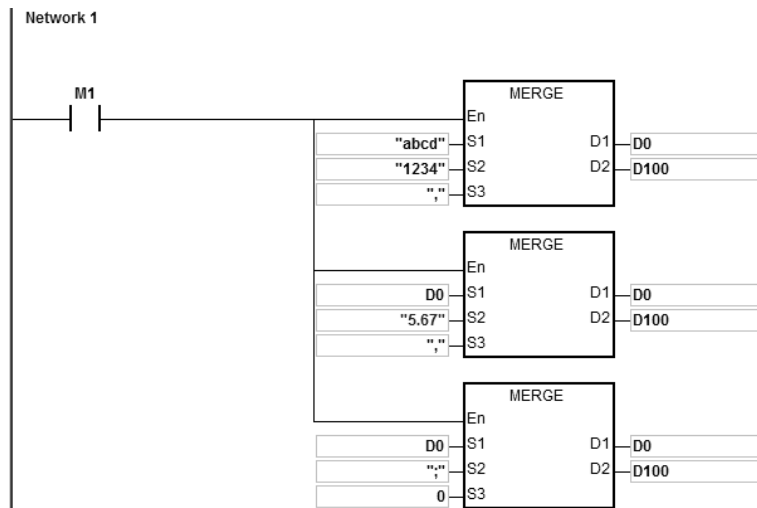 Network 1
M1
MERGE
En
"abcd" S1 D1 D0
"1234" S2 D2 D100
"," S3
MERGE
En
D0 S1 D1 D0
"5.67" S2 D2 D100
"," S3
MERGE
En
D0 S1 D1 D0
";" S2 D2 D100
0 S3